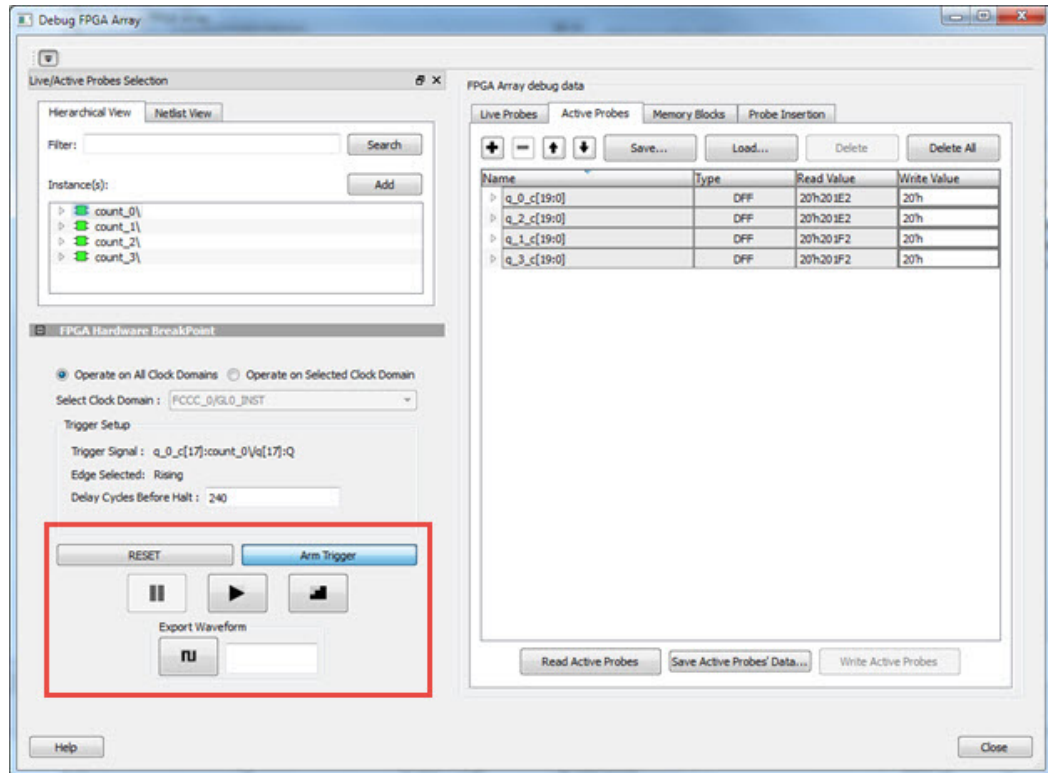 Debug FPGA Array
Live/Active Probes Selection
Hierarchical View Netlist View
Filter: Search
Instance(s): Add
count_0\
count_1\
count_2\
count_3\
FPGA Hardware BreakPoint
Operate on All Clock Domains Operate on Selected Clock Domain
Select Clock Domain : FCCC_0/GL0_INST
Trigger Setup
Trigger Signal : q_0_c[17]:count_0\/q[17]:Q
Edge Selected: Rising
Delay Cycles Before Halt : 240
RESET Arm Trigger
Export Waveform
Help
FPGA Array debug data
Live Probes Active Probes Memory Blocks Probe Insertion
Save... Load... Delete Delete All
Name Type Read Value Write Value
q_0_c[19:0] DFF 20'h201E2 20'h
q_2_c[19:0] DFF 20'h201E2 20'h
q_1_c[19:0] DFF 20'h201F2 20'h
q_3_c[19:0] DFF 20'h201F2 20'h
Read Active Probes Save Active Probes' Data... Write Active Probes
Close